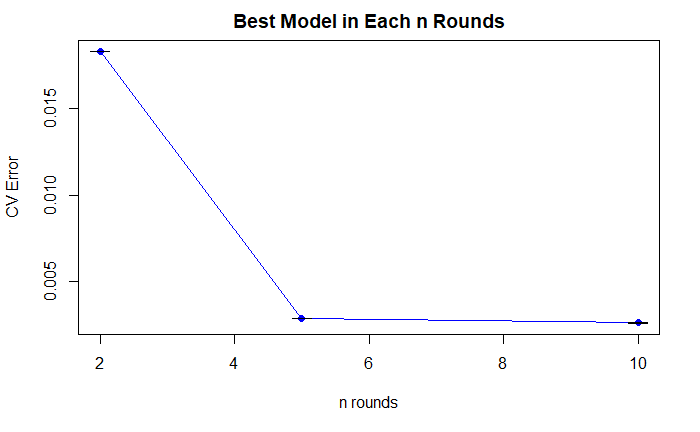 Best Model in Each n Rounds
CV Error
0.015
0.010
0.005
2 4 6 8 10
n rounds